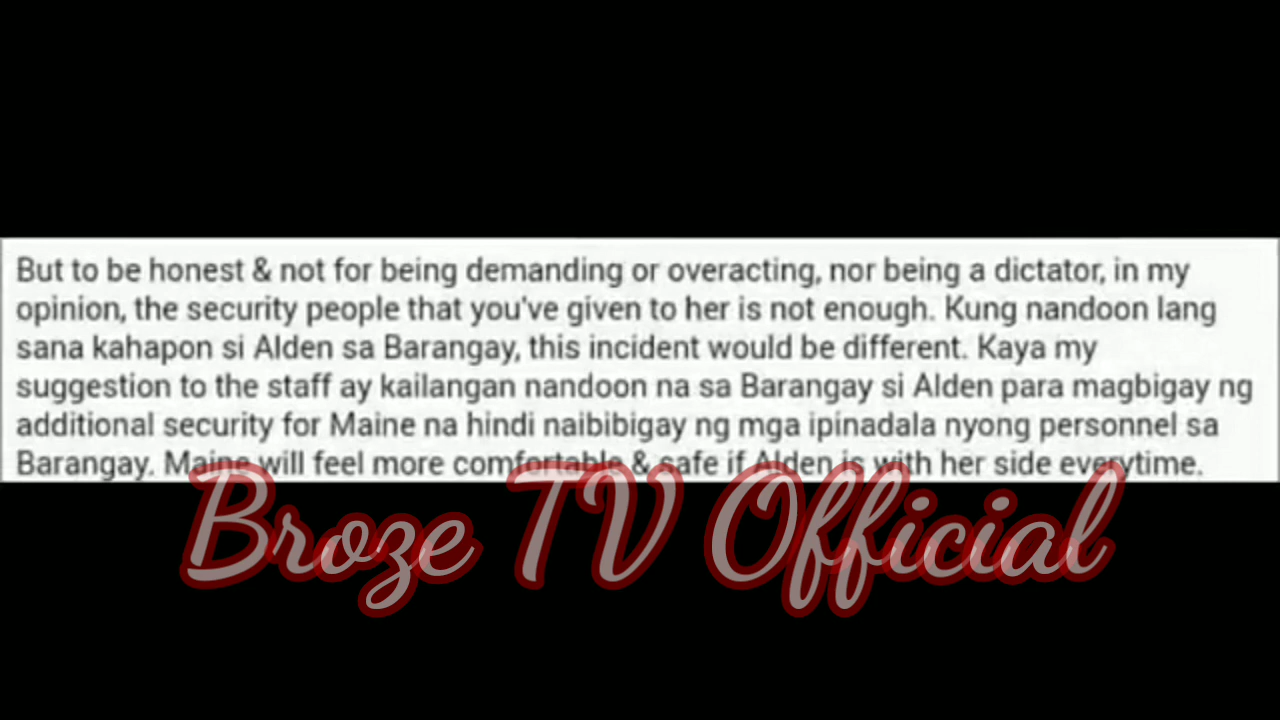 But to be honest & not for being demanding or overacting, nor being a dictator, in my
opinion, the security people that you've given to her is not enough. Kung nandoon lang
sana kahapon si Alden sa Barangay, this incident would be different. Kaya my
suggestion to the staff ay kailangan nandoon na sa Barangay si Alden para magbigay ng
additional security for Maine na hindi naibibigay ng mga ipinadala nyong personnel sa
Barangay. Maine will feel more comfortable & safe if Alden is with her side everytime.
Broze TV Official